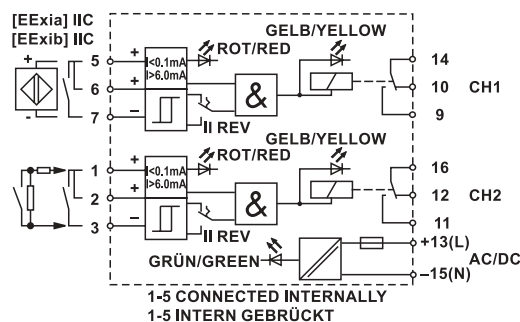 [EExia] IIC
[EExib] IIC
GELB/YELLOW
ROT/RED
+
5
+
I<0.1mA
I>6.0mA
14
6
+
&
10
CH1
-
7
–
II REV
9
GELB/YELLOW
ROT/RED
1
+
I<0.1mA
I>6.0mA
16
2
+
&
12
CH2
3
–
II REV
11
GRÜN/GREEN
+13(L)
AC/DC
–15(N)
1-5 CONNECTED INTERNALLY
1-5 INTERN GEBRÜCKT